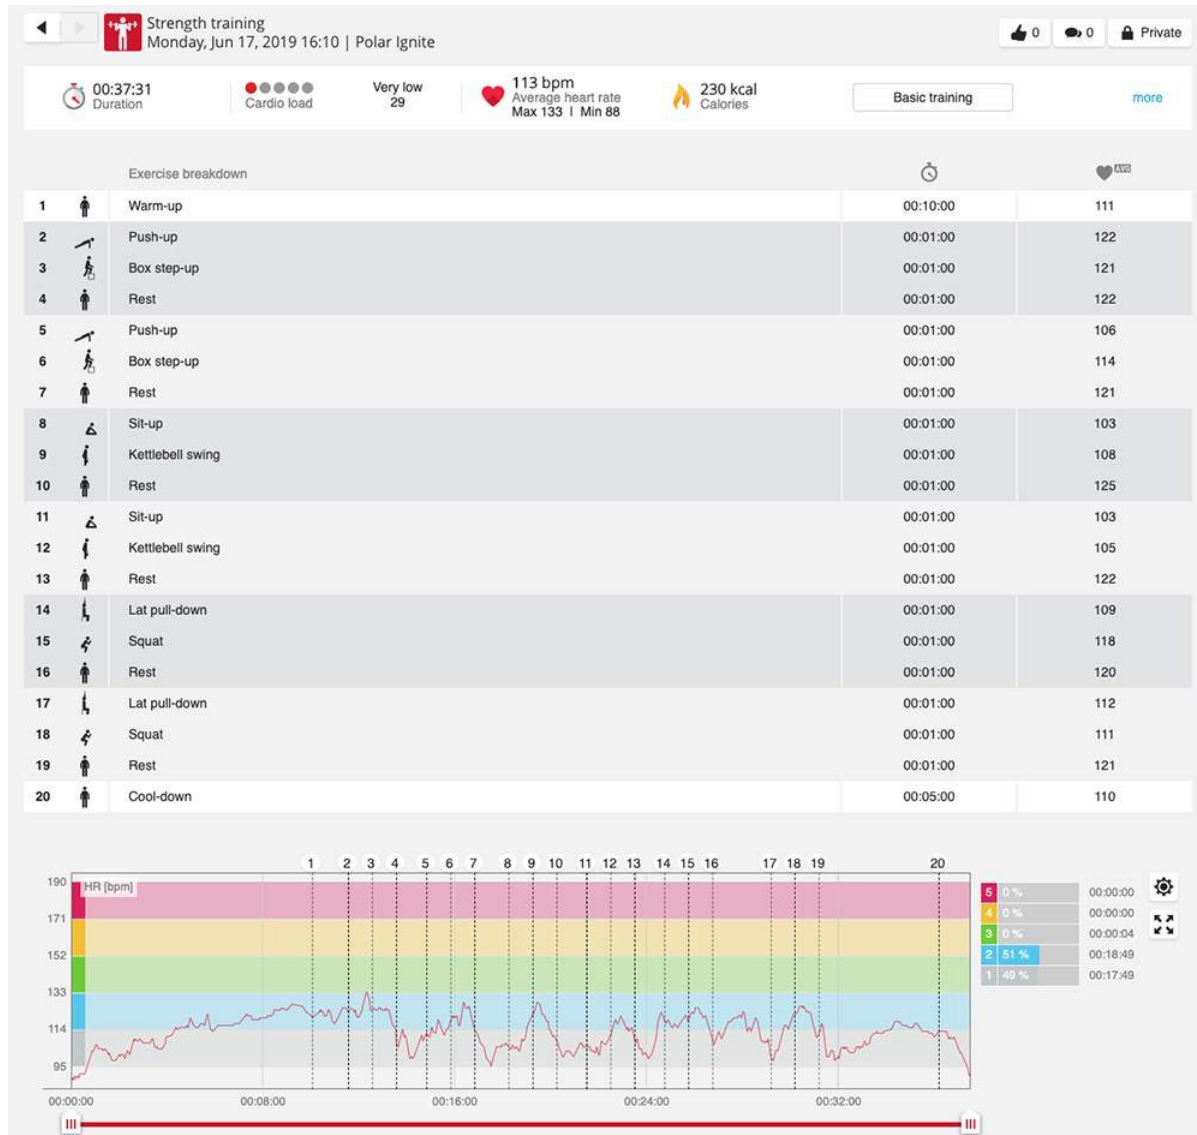 Strength training
Monday, Jun 17, 2019 16:10 | Polar Ignite
0 0 Private
00:37:31
Duration
Cardio load
Very low
29
113 bpm
Average heart rate
Max 133 | Min 88
230 kcal
Calories
Basic training
more
Exercise breakdown AVG
1 Warm-up 00:10:00 111
2 Push-up 00:01:00 122
3 Box step-up 00:01:00 121
4 Rest 00:01:00 122
5 Push-up 00:01:00 106
6 Box step-up 00:01:00 114
7 Rest 00:01:00 121
8 Sit-up 00:01:00 103
9 Kettlebell swing 00:01:00 108
10 Rest 00:01:00 125
11 Sit-up 00:01:00 103
12 Kettlebell swing 00:01:00 105
13 Rest 00:01:00 122
14 Lat pull-down 00:01:00 109
15 Squat 00:01:00 118
16 Rest 00:01:00 120
17 Lat pull-down 00:01:00 112
18 Squat 00:01:00 111
19 Rest 00:01:00 121
20 Cool-down 00:05:00 110
1 2 3 4 5 6 7 8 9 10 11 12 13 14 15 16 17 18 19 20
HR [bpm]
190
171
152
133
114
95
00:00:00 00:08:00 00:16:00 00:24:00 00:32:00
5 0 % 00:00:00
4 0 % 00:00:00
3 0 % 00:00:04
2 51 % 00:18:49
1 49 % 00:17:49